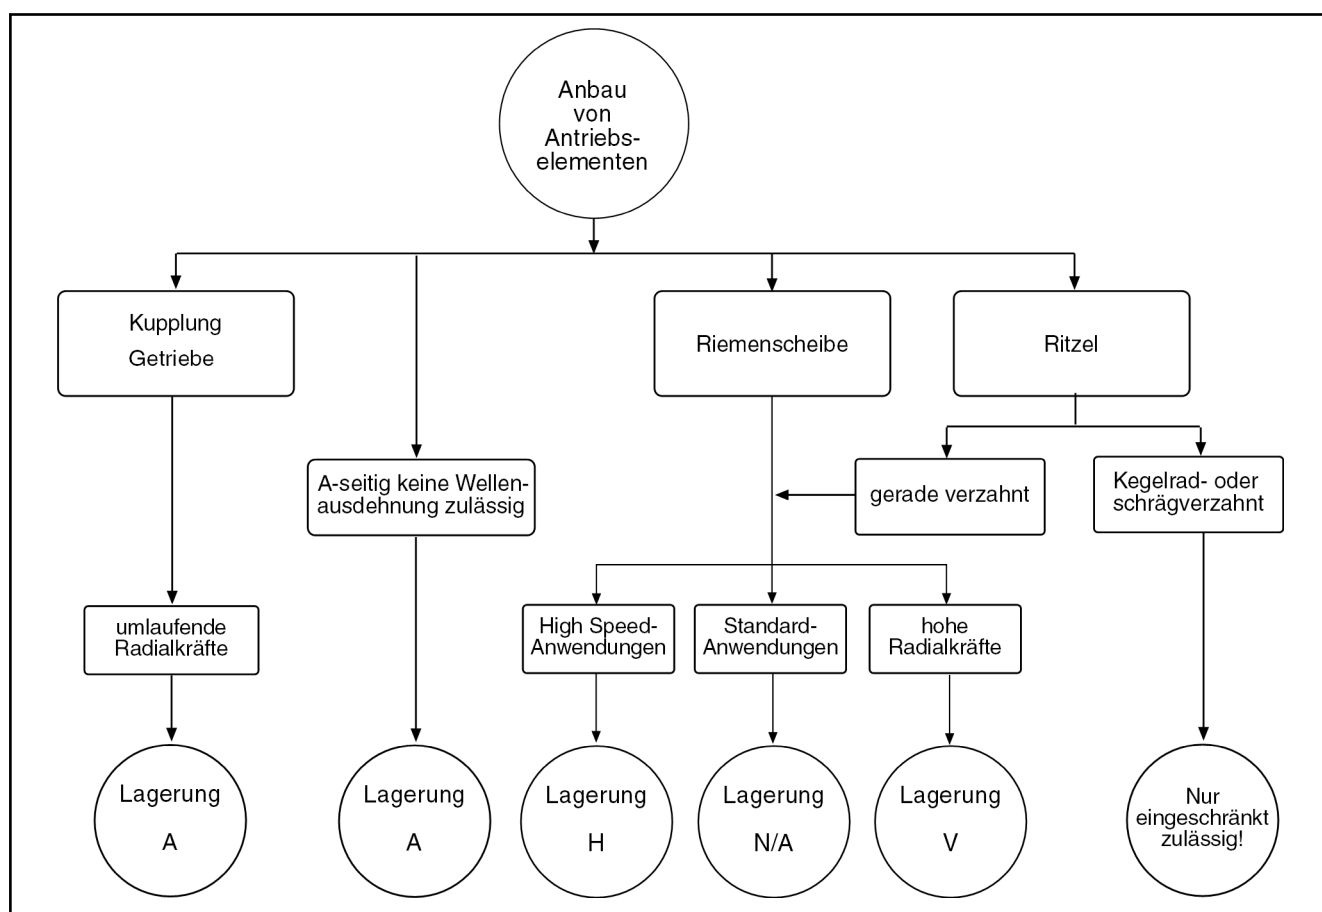 Anbau
von
Antriebs-
elementen
Kupplung
Getriebe
Riemenscheibe
Ritzel
A-seitig keine Wellen-
ausdehnung zulässig
gerade verzahnt
Kegelrad- oder
schrägverzahnt
umlaufende
Radialkräfte
High Speed-
Anwendungen
Standard-
Anwendungen
hohe
Radialkräfte
Lagerung
A
Lagerung
A
Lagerung
H
Lagerung
N/A
Lagerung
V
Nur
eingeschränkt
zulässig!